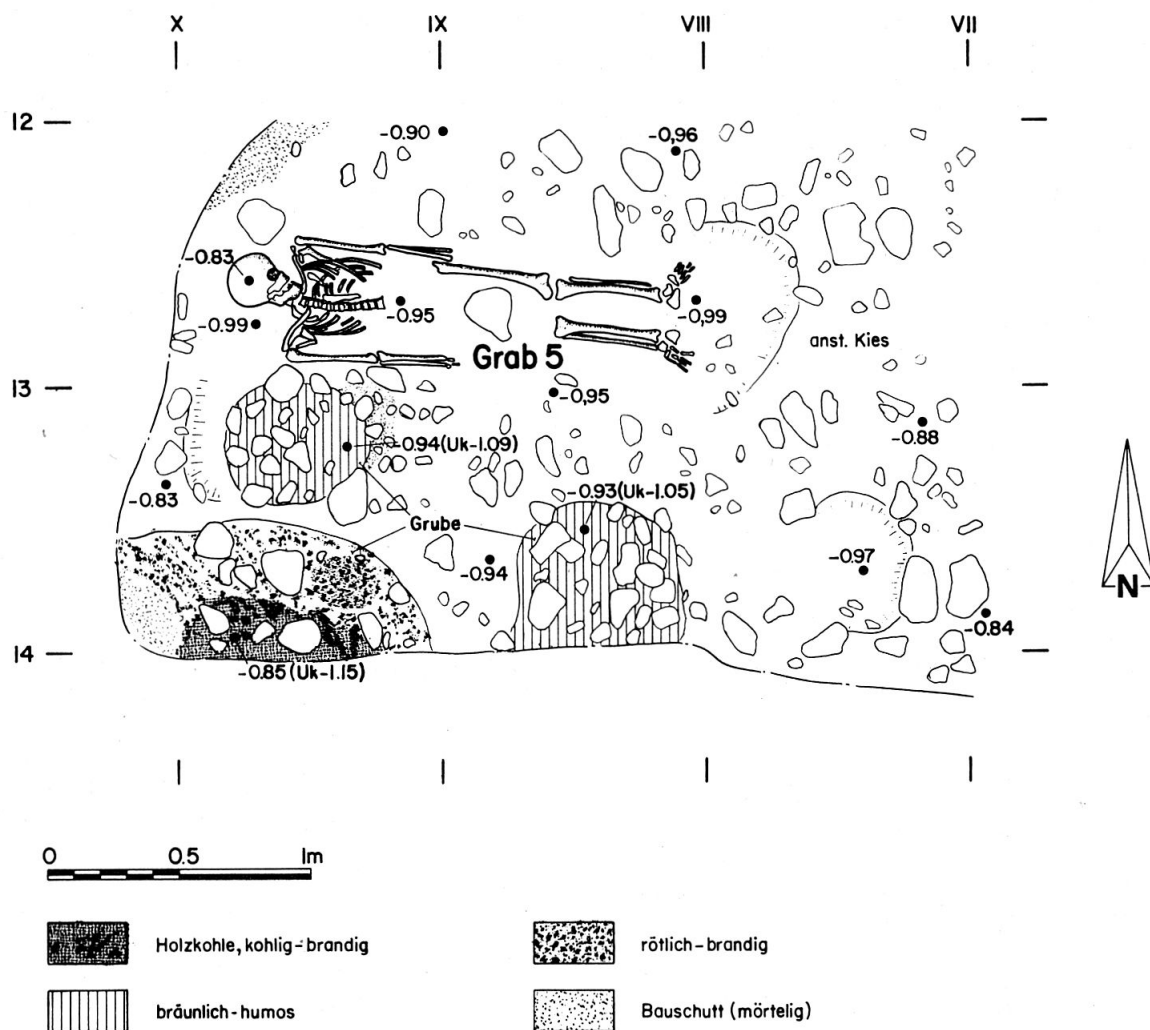 X IX VIII VII
12
-0.90
-0,96
-0.83
-0.99
-0.95
-0,99
Grab 5
anst. Kies
13
-0,95
-0.88
-0.94 (Uk-1.09)
-0.83
-0.93 (Uk-1.05)
Grube
-0.94
-0.97
N
-0.84
14
-0.85 (Uk-1.15)
0 0.5 1m
Holzkohle, kohlig-brandig
rötlich-brandig
bräunlich-humos
Bauschutt (mörtelig)